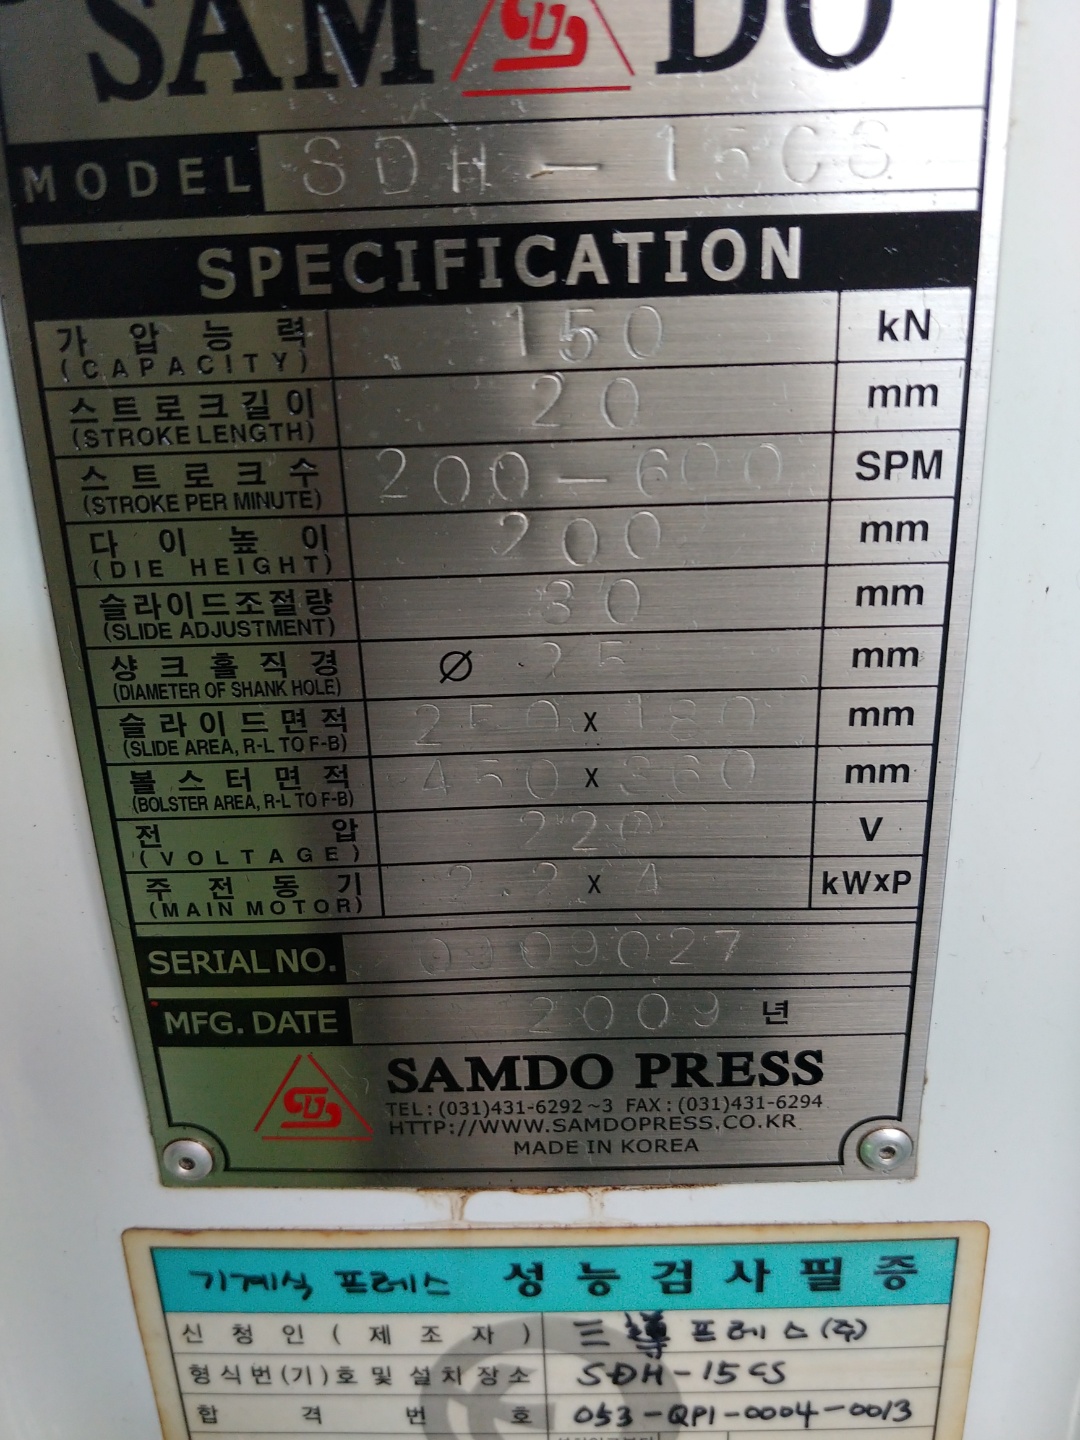 SAM DO
MODEL SDH-15CS
SPECIFICATION
가압능력 150 kN
(CAPACITY)
스트로크길이 20 mm
(STROKE LENGTH)
스트로크수 200-600 SPM
(STROKE PER MINUTE)
다이높이 200 mm
(DIE HEIGHT)
슬라이드조절량 30 mm
(SLIDE ADJUSTMENT)
샹크홀직경 Ø 25 mm
(DIAMETER OF SHANK HOLE)
슬라이드면적 250 x 180 mm
(SLIDE AREA, R-L TO F-B)
볼스터면적 450 x 360 mm
(BOLSTER AREA, R-L TO F-B)
전압 220 V
(VOLTAGE)
주전동기 2.2 x 4 kWxP
(MAIN MOTOR)
SERIAL NO. 0909027
MFG. DATE 2009 년
SAMDO PRESS
TEL : (031)431-6292 ~3 FAX : (031)431-6294
HTTP://WWW.SAMDOPRESS.CO.KR
MADE IN KOREA
기계식 프레스 성능검사필증
신청인(제조자) 三導프레스(주)
형식번(기)호 및 설치장소 SDH-15CS
합격번호 053-QP1-0004-0013